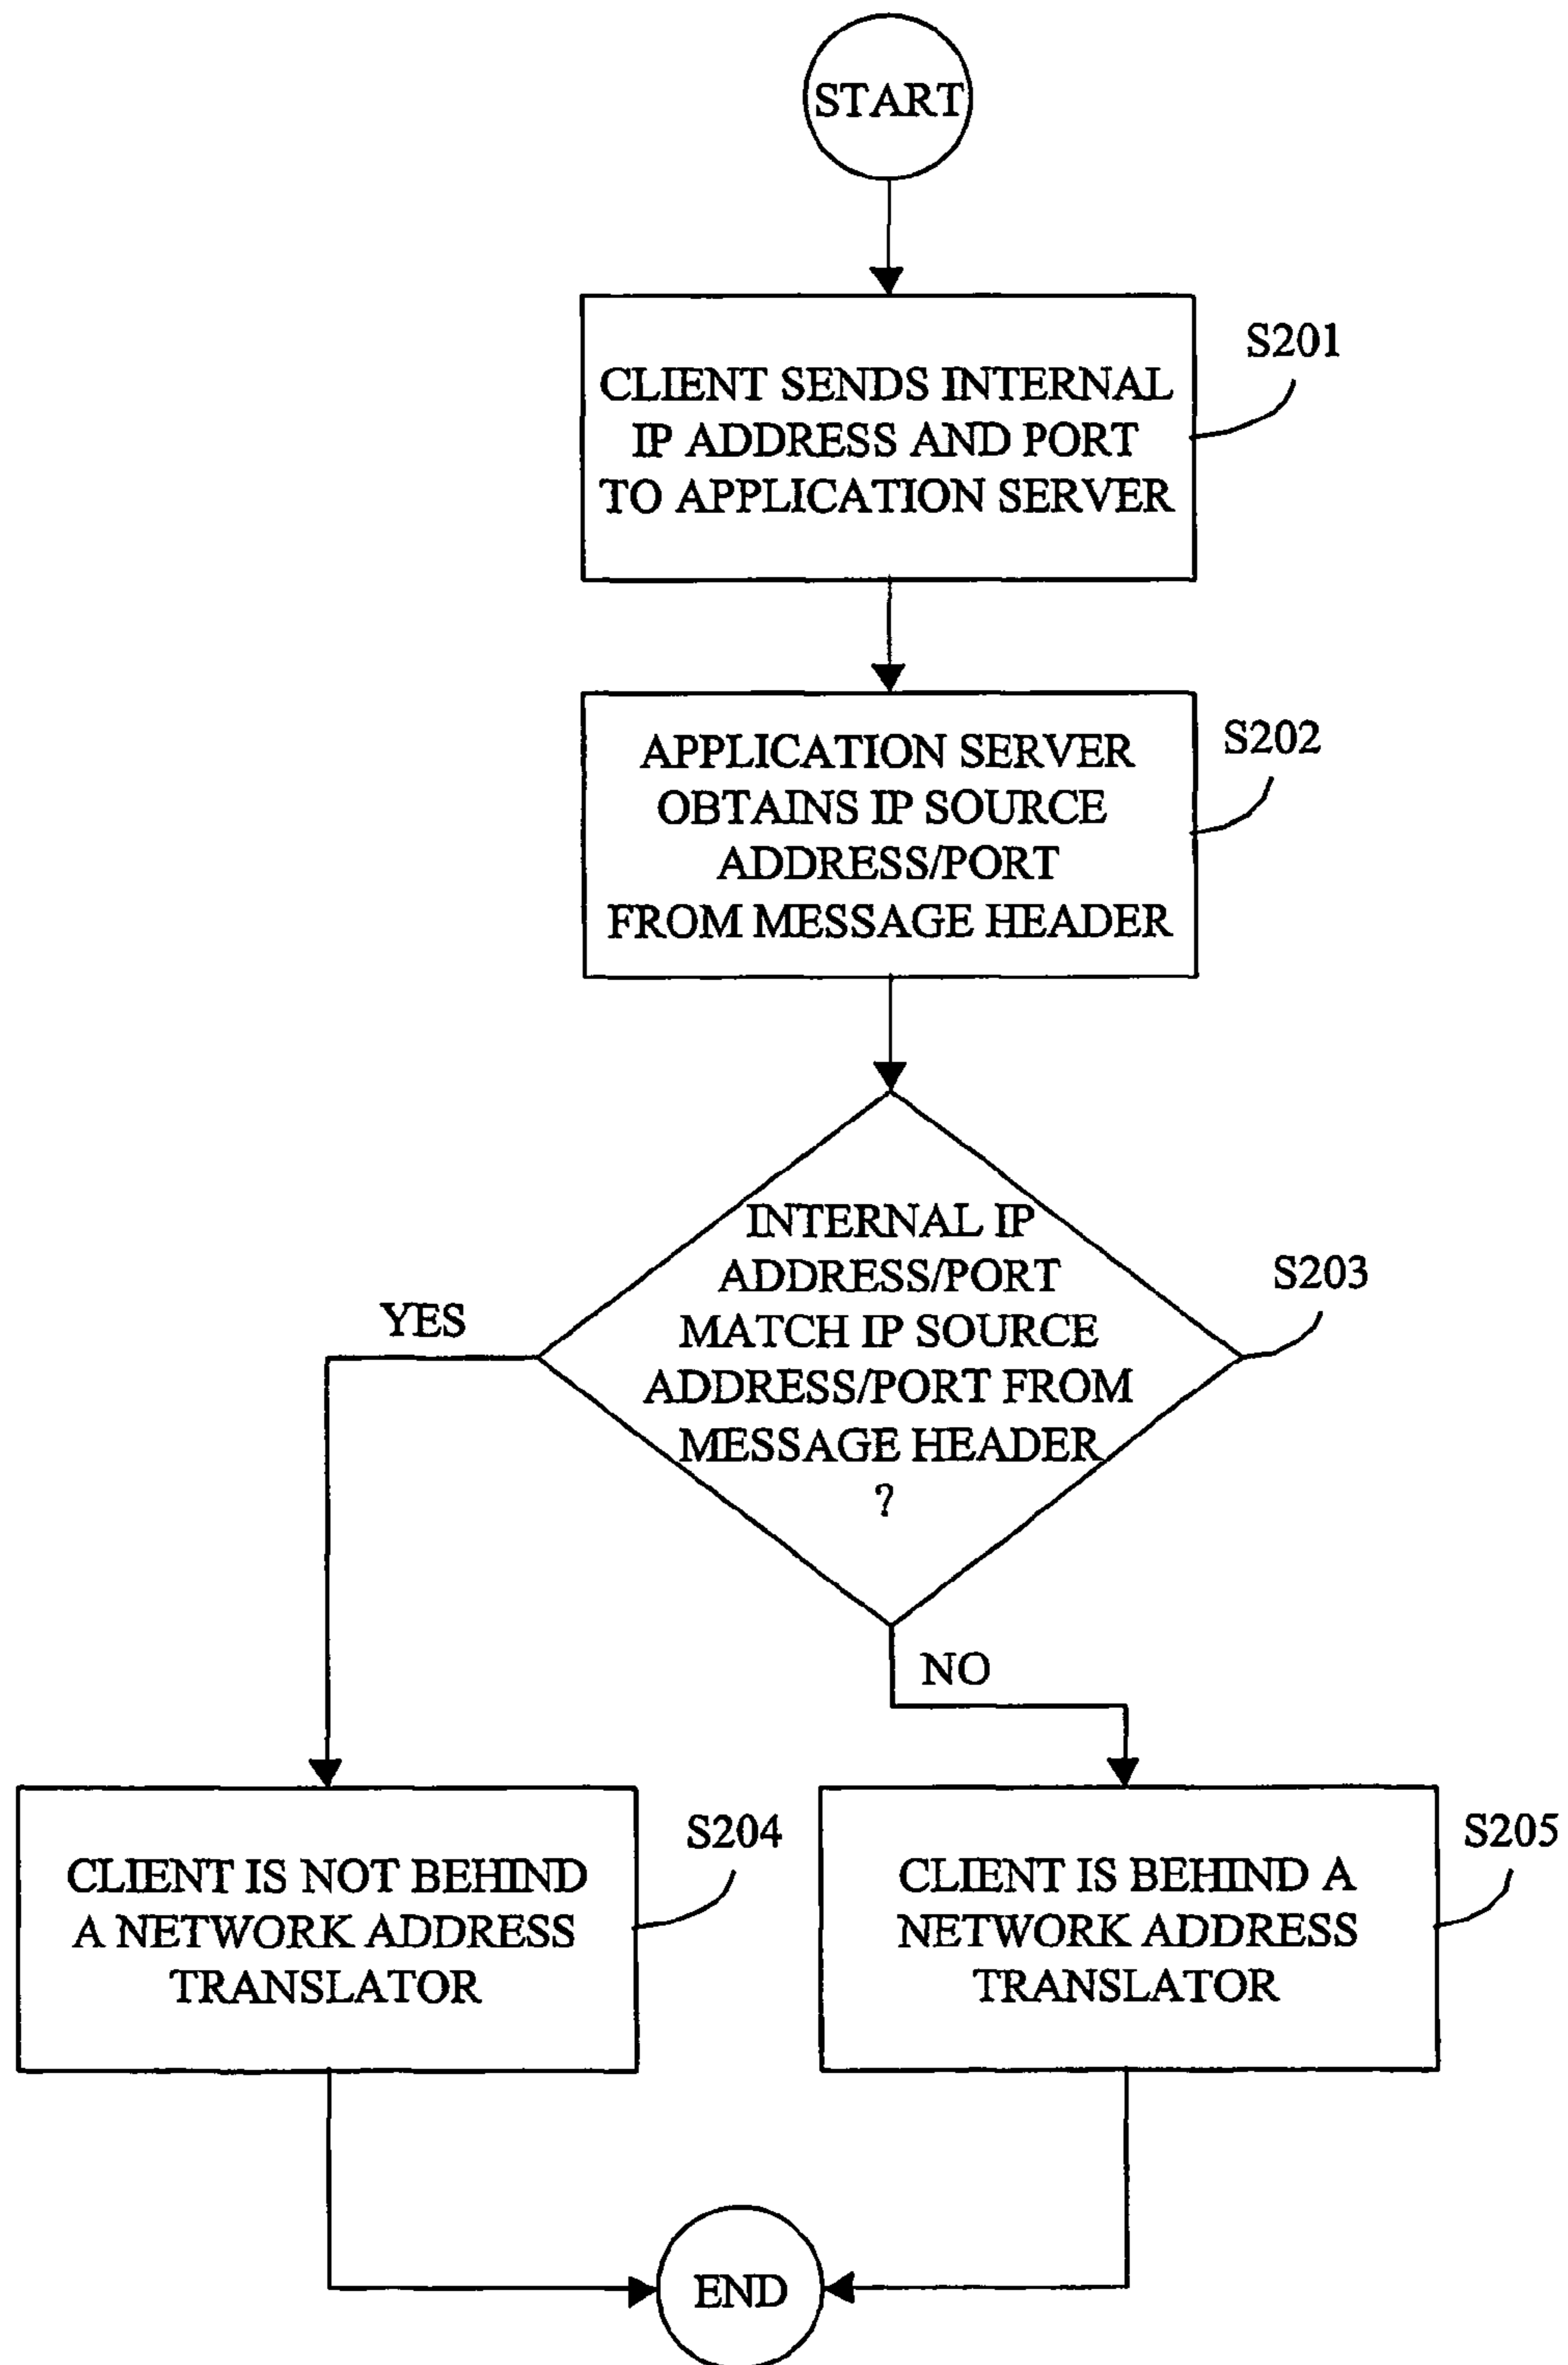 START
CLIENT SENDS INTERNAL
IP ADDRESS AND PORT
TO APPLICATION SERVER
S201
APPLICATION SERVER
OBTAINS IP SOURCE
ADDRESS/PORT
FROM MESSAGE HEADER
S202
INTERNAL IP
ADDRESS/PORT
MATCH IP SOURCE
ADDRESS/PORT FROM
MESSAGE HEADER
?
S203
YES
NO
CLIENT IS NOT BEHIND
A NETWORK ADDRESS
TRANSLATOR
S204
CLIENT IS BEHIND A
NETWORK ADDRESS
TRANSLATOR
S205
END